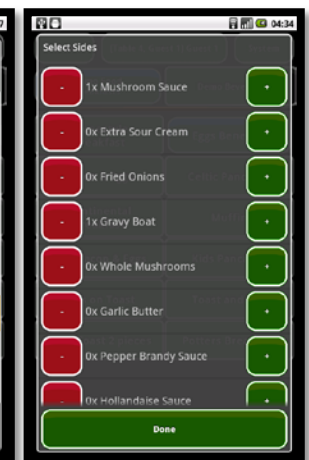 04:34
Select Sides
- 1x Mushroom Sauce +
- 0x Extra Sour Cream +
- 0x Fried Onions +
- 1x Gravy Boat +
- 0x Whole Mushrooms +
- 0x Garlic Butter +
- 0x Pepper Brandy Sauce +
- 0x Hollandaise Sauce +
Done